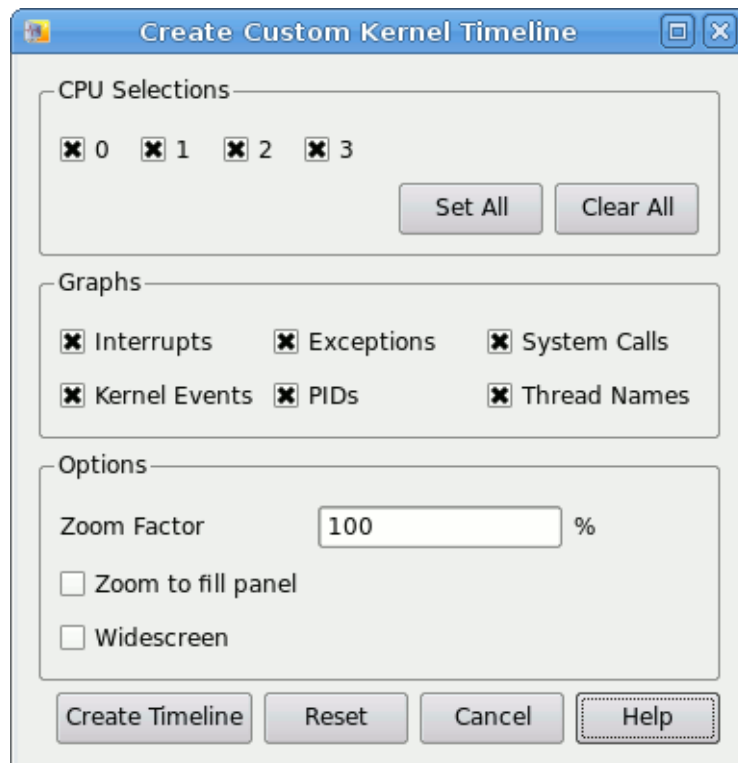 Create Custom Kernel Timeline
CPU Selections
0 1 2 3
Set All Clear All
Graphs
Interrupts Exceptions System Calls
Kernel Events PIDs Thread Names
Options
Zoom Factor 100 %
Zoom to fill panel
Widescreen
Create Timeline Reset Cancel Help